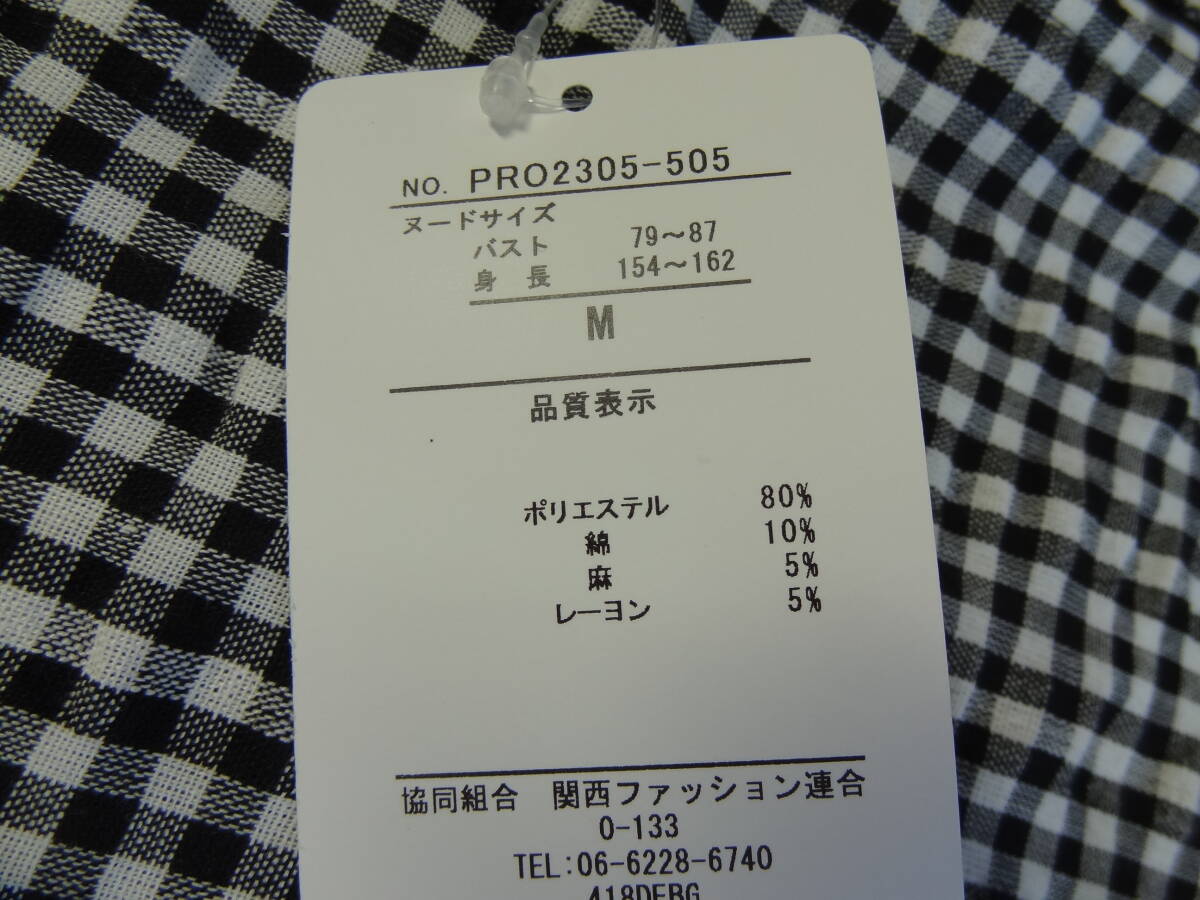 NO. PRO2305-505
ヌードサイズ
バスト 79～87
身 長 154～162
M
品質表示
ポリエステル 80%
綿 10%
麻 5%
レーヨン 5%
協同組合 関西ファッション連合
0-133
TEL:06-6228-6740